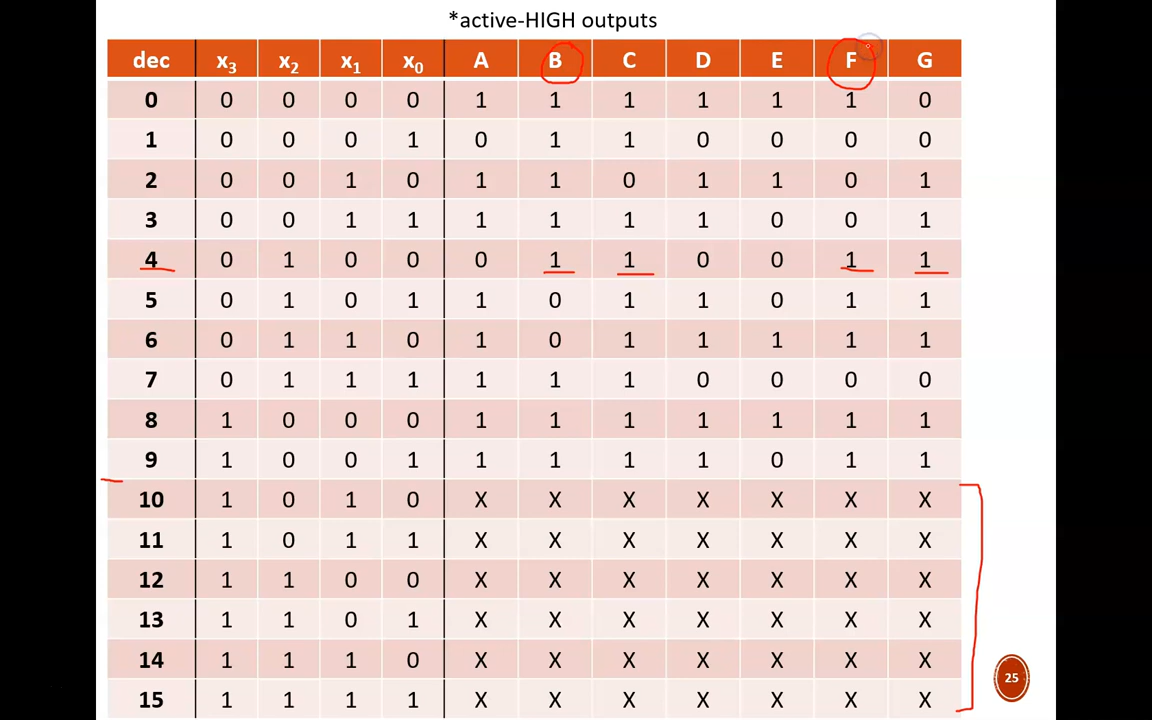 *active-HIGH outputs
dec x₃ x₂ x₁ x₀ A B C D E F G
0 0 0 0 0 1 1 1 1 1 1 0
1 0 0 0 1 0 1 1 0 0 0 0
2 0 0 1 0 1 1 0 1 1 0 1
3 0 0 1 1 1 1 1 1 0 0 1
4 0 1 0 0 0 1 1 0 0 1 1
5 0 1 0 1 1 0 1 1 0 1 1
6 0 1 1 0 1 0 1 1 1 1 1
7 0 1 1 1 1 1 1 0 0 0 0
8 1 0 0 0 1 1 1 1 1 1 1
9 1 0 0 1 1 1 1 1 0 1 1
10 1 0 1 0 X X X X X X X
11 1 0 1 1 X X X X X X X
12 1 1 0 0 X X X X X X X
13 1 1 0 1 X X X X X X X
14 1 1 1 0 X X X X X X X
15 1 1 1 1 X X X X X X X
25